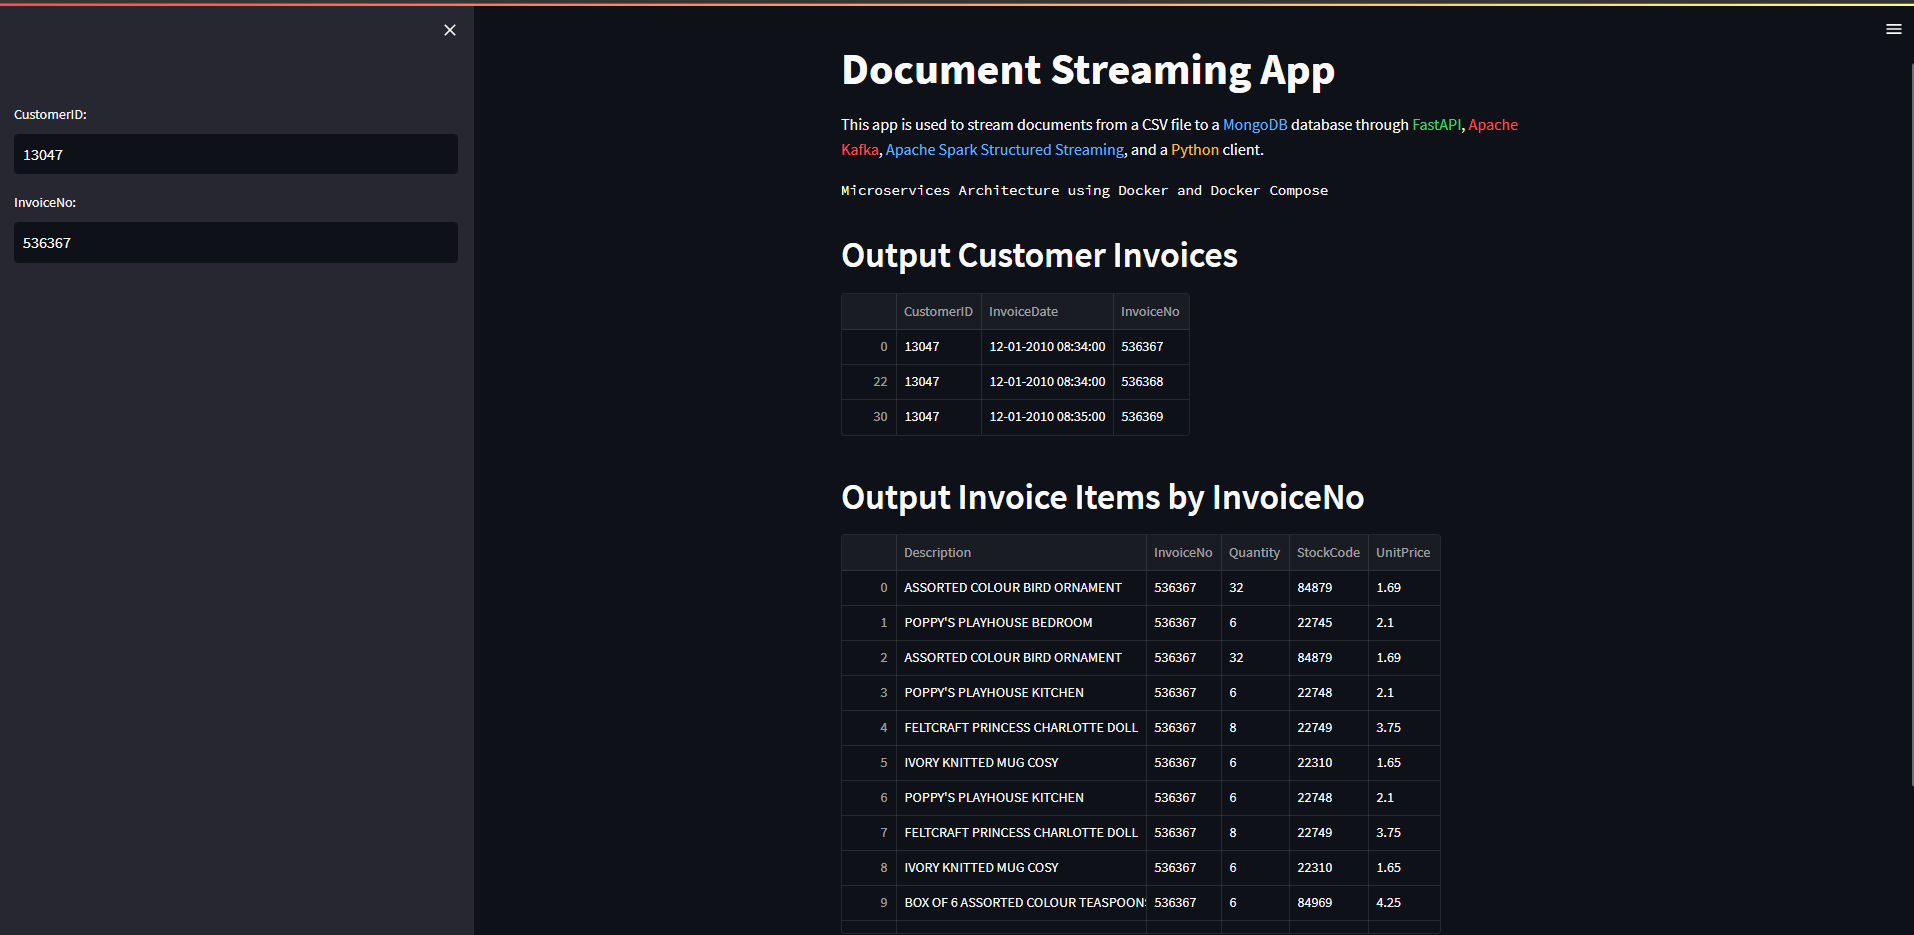 CustomerID:
13047
InvoiceNo:
536367
Document Streaming App
This app is used to stream documents from a CSV file to a MongoDB database through FastAPI, Apache
Kafka, Apache Spark Structured Streaming, and a Python client.
Microservices Architecture using Docker and Docker Compose
Output Customer Invoices
CustomerID InvoiceDate InvoiceNo
0 13047 12-01-2010 08:34:00 536367
22 13047 12-01-2010 08:34:00 536368
30 13047 12-01-2010 08:35:00 536369
Output Invoice Items by InvoiceNo
Description InvoiceNo Quantity StockCode UnitPrice
0 ASSORTED COLOUR BIRD ORNAMENT 536367 32 84879 1.69
1 POPPY'S PLAYHOUSE BEDROOM 536367 6 22745 2.1
2 ASSORTED COLOUR BIRD ORNAMENT 536367 32 84879 1.69
3 POPPY'S PLAYHOUSE KITCHEN 536367 6 22748 2.1
4 FELTCRAFT PRINCESS CHARLOTTE DOLL 536367 8 22749 3.75
5 IVORY KNITTED MUG COSY 536367 6 22310 1.65
6 POPPY'S PLAYHOUSE KITCHEN 536367 6 22748 2.1
7 FELTCRAFT PRINCESS CHARLOTTE DOLL 536367 8 22749 3.75
8 IVORY KNITTED MUG COSY 536367 6 22310 1.65
9 BOX OF 6 ASSORTED COLOUR TEASPOONS 536367 6 84969 4.25